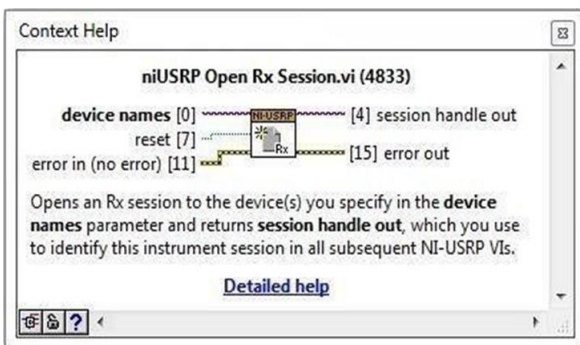 Context Help
niUSRP Open Rx Session.vi (4833)
device names [0]
NI-USRP
[4] session handle out
reset [7]
Rx
error in (no error) [11]
[15] error out
Opens an Rx session to the device(s) you specify in the device
names parameter and returns session handle out, which you use
to identify this instrument session in all subsequent NI-USRP VIs.
Detailed help
?